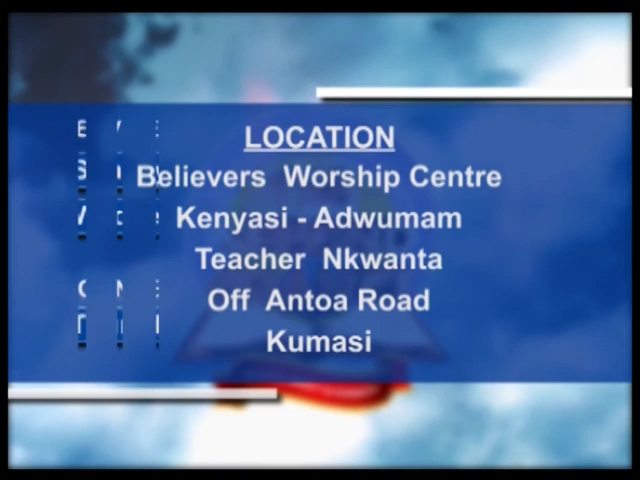 LOCATION
Believers Worship Centre
Kenyasi - Adwumam
Teacher Nkwanta
Off Antoa Road
Kumasi